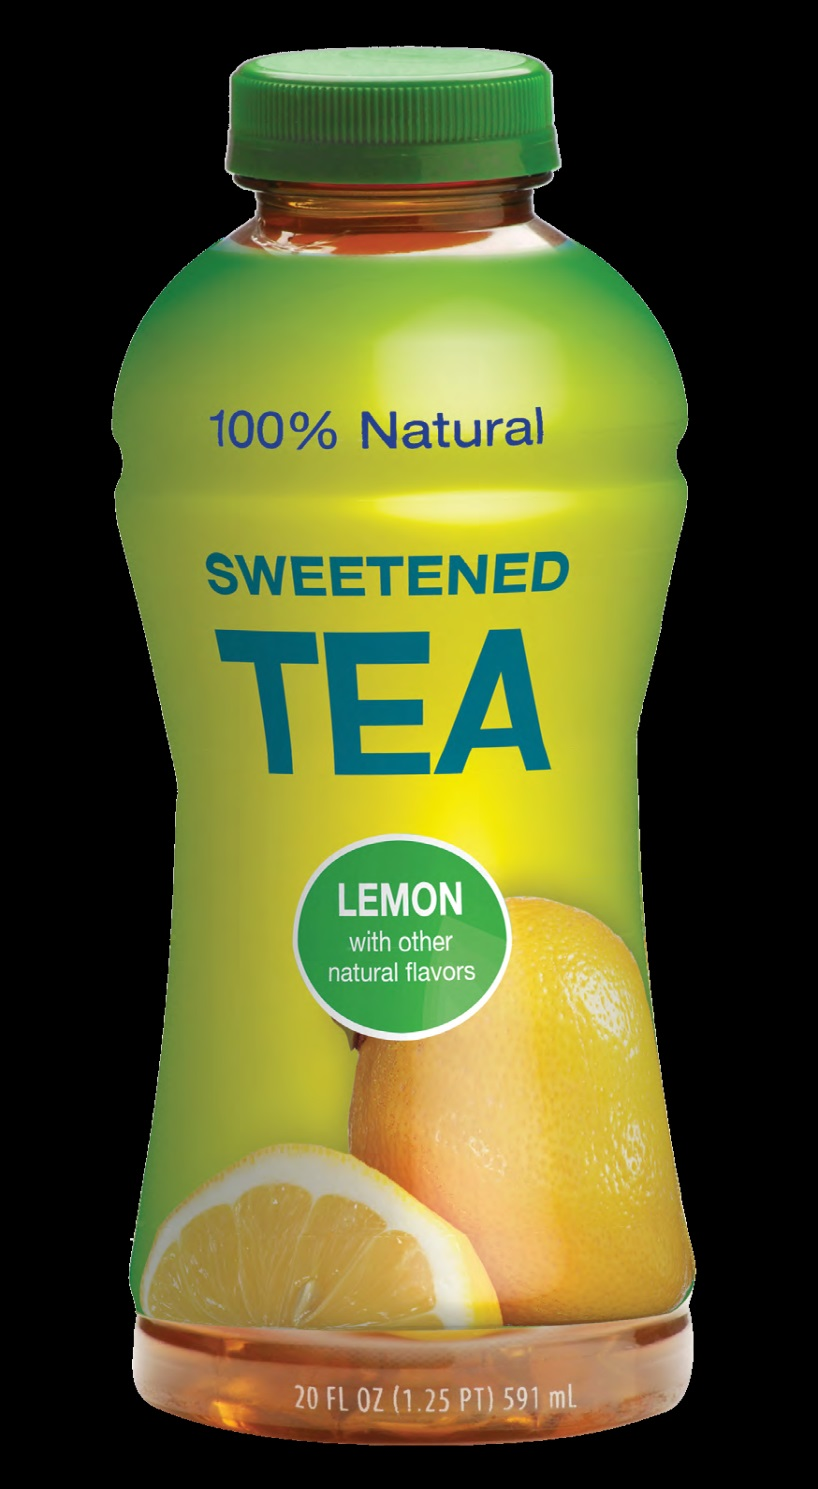 100% Natural
SWEETENED
TEA
LEMON
with other
natural flavors
20 FL OZ (1.25 PT) 591 mL